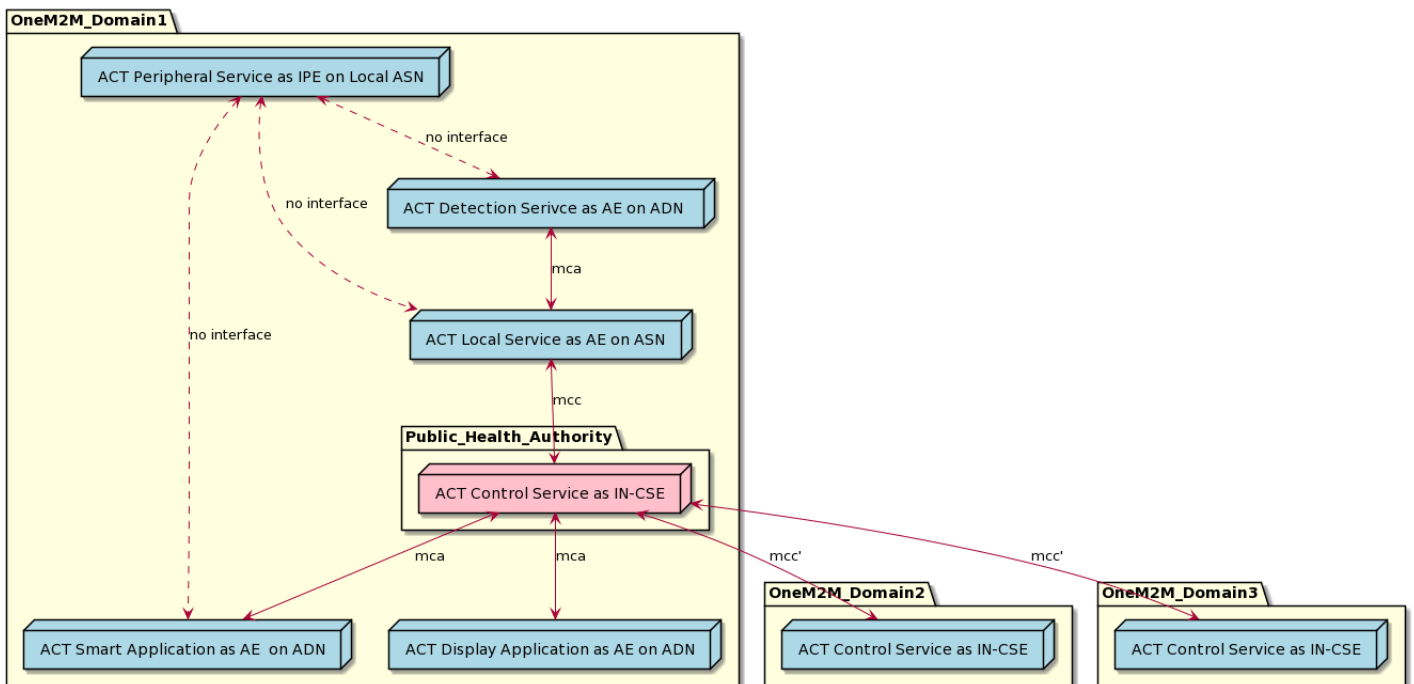 OneM2M_Domain1
ACT Peripheral Service as IPE on Local ASN
no interface
ACT Detection Serivce as AE on ADN
no interface
mca
no interface
ACT Local Service as AE on ASN
mcc
Public_Health_Authority
ACT Control Service as IN-CSE
mca
mca
mcc'
mcc'
OneM2M_Domain2
OneM2M_Domain3
ACT Smart Application as AE  on ADN
ACT Display Application as AE on ADN
ACT Control Service as IN-CSE
ACT Control Service as IN-CSE